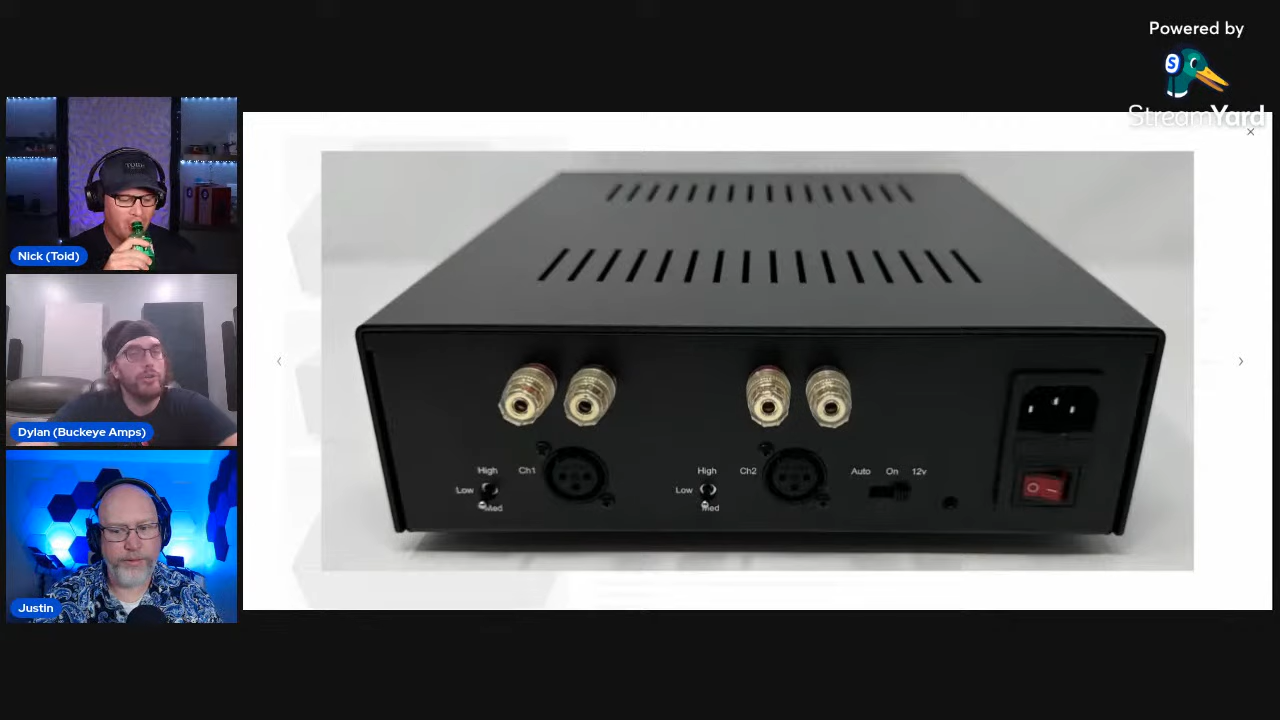 Powered by
StreamYard
S
TOID
Nick (Toid)
Dylan (Buckeye Amps)
Justin
High
Ch1
Low
Med
High
Ch2
Low
Med
Auto On 12v